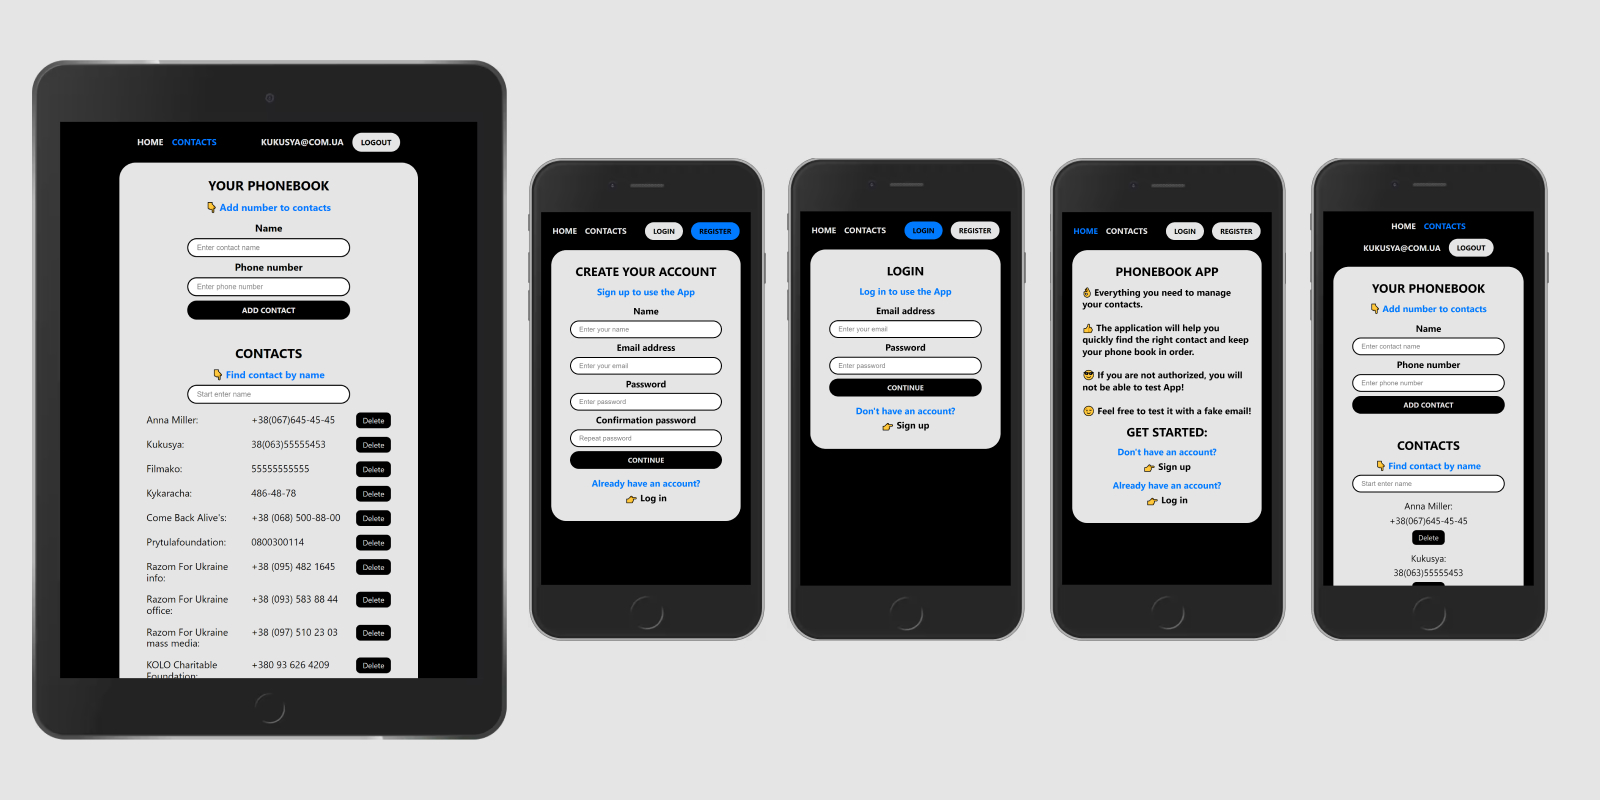 HOME CONTACTS KUKUSYA@COM.UA LOGOUT
YOUR PHONEBOOK
👇 Add number to contacts
Name
Enter contact name
Phone number
Enter phone number
ADD CONTACT
CONTACTS
👇 Find contact by name
Start enter name
Anna Miller: +38(067)645-45-45 Delete
Kukusya: 38(063)55555453 Delete
Filmako: 55555555555 Delete
Kykaracha: 486-48-78 Delete
Come Back Alive's: +38 (068) 500-88-00 Delete
Prytulafoundation: 0800300114 Delete
Razom For Ukraine +38 (095) 482 1645 Delete
info:
Razom For Ukraine +38 (093) 583 88 44 Delete
office:
Razom For Ukraine +38 (097) 510 23 03 Delete
mass media:
KOLO Charitable +380 93 626 4209 Delete
Foundation:
HOME CONTACTS LOGIN REGISTER
CREATE YOUR ACCOUNT
Sign up to use the App
Name
Enter your name
Email address
Enter your email
Password
Enter password
Confirmation password
Repeat password
CONTINUE
Already have an account?
👉 Log in
HOME CONTACTS LOGIN REGISTER
LOGIN
Log in to use the App
Email address
Enter your email
Password
Enter password
CONTINUE
Don't have an account?
👉 Sign up
HOME CONTACTS LOGIN REGISTER
PHONEBOOK APP
👌 Everything you need to manage
your contacts.
👍 The application will help you
quickly find the right contact and keep
your phone book in order.
😎 If you are not authorized, you will
not be able to test App!
😉 Feel free to test it with a fake email!
GET STARTED:
Don't have an account?
👉 Sign up
Already have an account?
👉 Log in
HOME CONTACTS
KUKUSYA@COM.UA LOGOUT
YOUR PHONEBOOK
👇 Add number to contacts
Name
Enter contact name
Phone number
Enter phone number
ADD CONTACT
CONTACTS
👇 Find contact by name
Start enter name
Anna Miller:
+38(067)645-45-45
Delete
Kukusya:
38(063)55555453